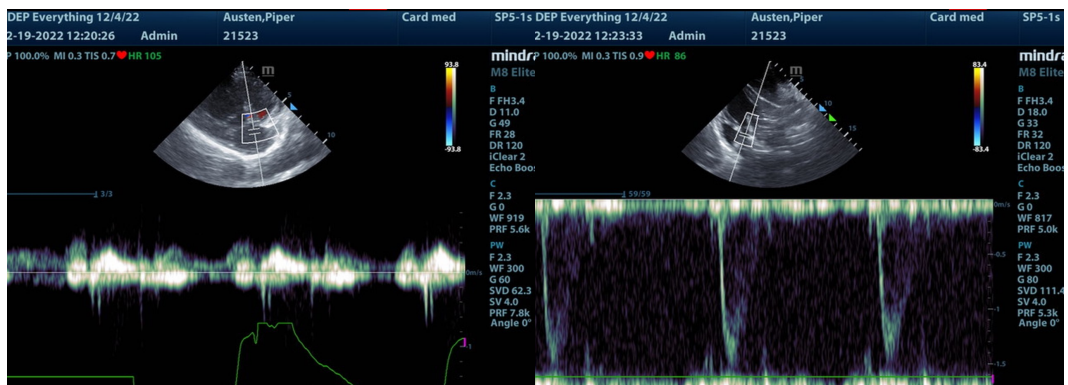 DEP Everything 12/4/22 Austen,Piper Card med SP5-1s
2-19-2022 12:20:26 Admin 21523
P 100.0% MI 0.3 TIS 0.7 HR 105
mindra
M8 Elite
B
F FH3.4
D 11.0
G 49
FR 28
DR 120
iClear 2
Echo Boos
C
F 2.3
G 0
WF 919
PRF 5.6k
PW
F 2.3
WF 300
G 60
SVD 62.3
SV 4.0
PRF 7.8k
Angle 0°
m
5
10
93.8
-93.8
3/3
0m/s
-1
DEP Everything 12/4/22 Austen,Piper Card med SP5-1s
2-19-2022 12:23:33 Admin 21523
P 100.0% MI 0.3 TIS 0.9 HR 86
mindra
M8 Elite
B
F FH3.4
D 18.0
G 33
FR 32
DR 120
iClear 2
Echo Boos
C
F 2.3
G 0
WF 817
PRF 5.0k
PW
F 2.3
WF 300
G 80
SVD 111.4
SV 4.0
PRF 5.3k
Angle 0°
m
10
15
83.4
-83.4
59/59
0m/s
-0.5
-1
-1.5